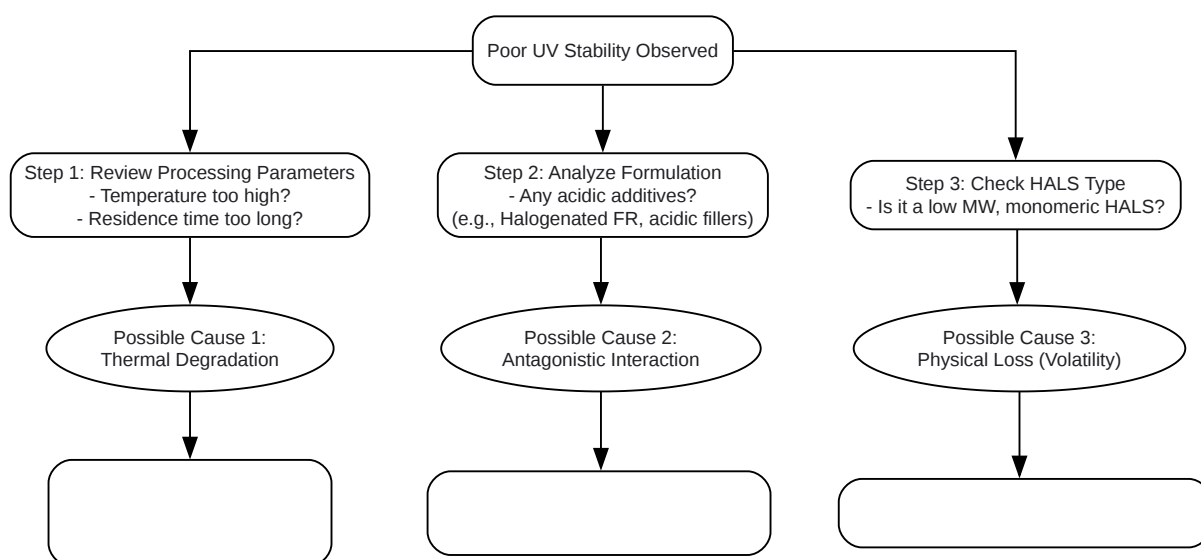 Poor UV Stability Observed
Step 1: Review Processing Parameters
- Temperature too high?
- Residence time too long?
Step 2: Analyze Formulation
- Any acidic additives?
(e.g., Halogenated FR, acidic fillers)
Step 3: Check HALS Type
- Is it a low MW, monomeric HALS?
Possible Cause 1:
Thermal Degradation
Possible Cause 2:
Antagonistic Interaction
Possible Cause 3:
Physical Loss (Volatility)